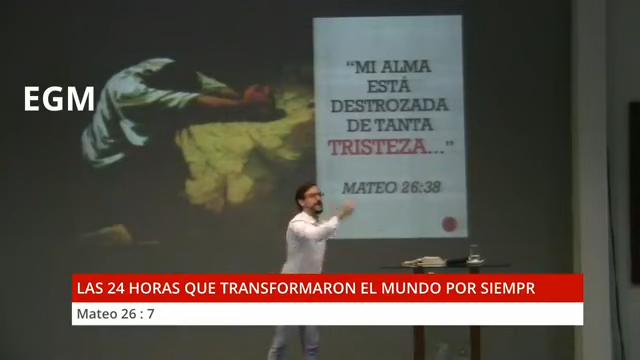 EGM
“MI ALMA
ESTÁ
DESTROZADA
DE TANTA
TRISTEZA...”
MATEO 26:38
LAS 24 HORAS QUE TRANSFORMARON EL MUNDO POR SIEMPR
Mateo 26 : 7